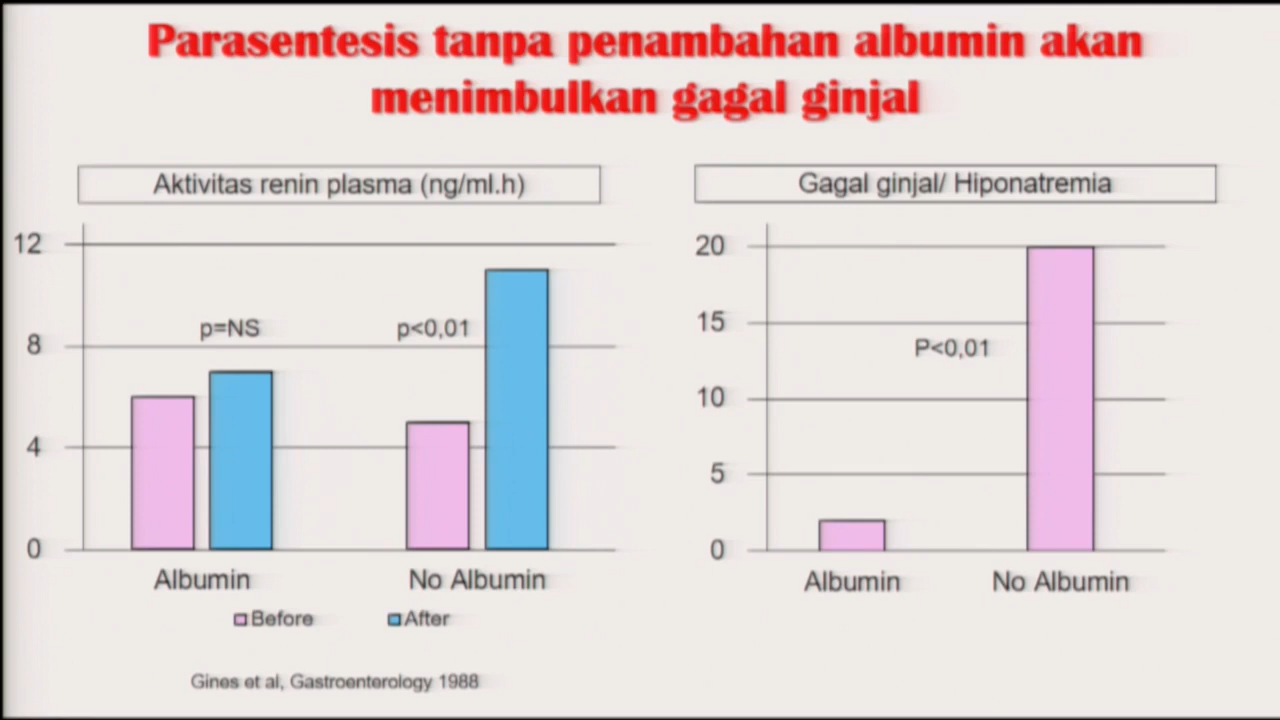 Parasentesis tanpa penambahan albumin akan
menimbulkan gagal ginjal
Aktivitas renin plasma (ng/ml.h)
12
8
4
0
p=NS
p<0,01
Albumin
No Albumin
Before
After
Gagal ginjal/ Hiponatremia
20
15
10
5
0
P<0,01
Albumin
No Albumin
Gines et al, Gastroenterology 1988